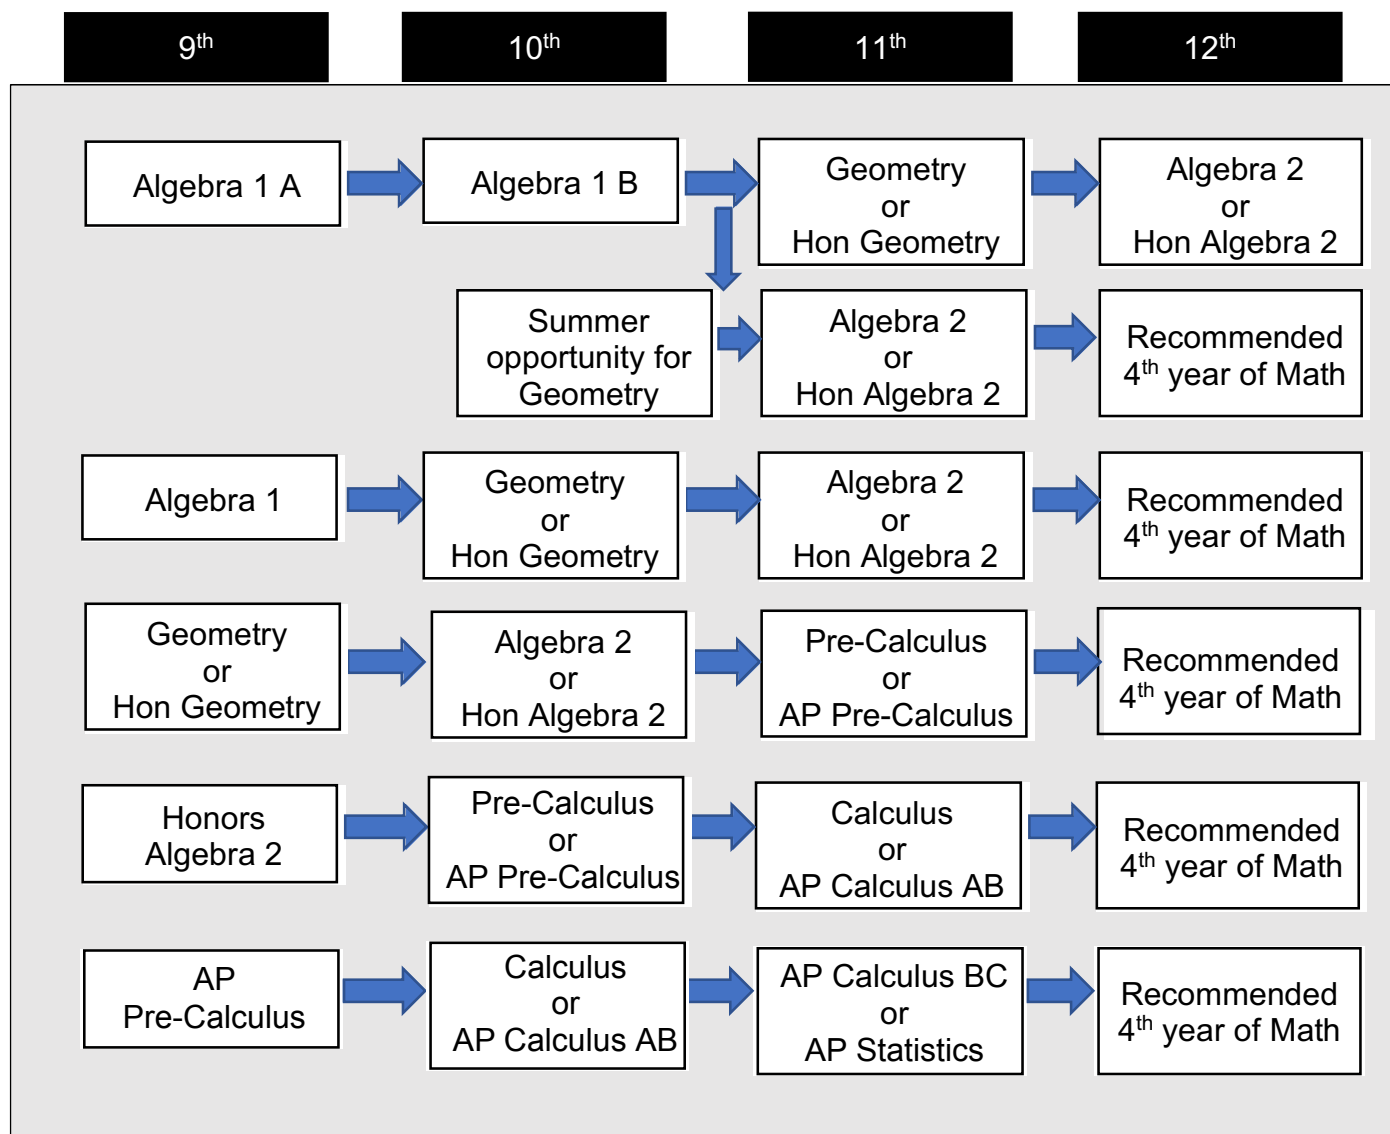 9th
10th
11th
12th
Algebra 1 A
Algebra 1 B
Geometry
or
Hon Geometry
Algebra 2
or
Hon Algebra 2
Summer
opportunity for
Geometry
Algebra 2
or
Hon Algebra 2
Recommended
4th year of Math
Algebra 1
Geometry
or
Hon Geometry
Algebra 2
or
Hon Algebra 2
Recommended
4th year of Math
Geometry
or
Hon Geometry
Algebra 2
or
Hon Algebra 2
Pre-Calculus
or
AP Pre-Calculus
Recommended
4th year of Math
Honors
Algebra 2
Pre-Calculus
or
AP Pre-Calculus
Calculus
or
AP Calculus AB
Recommended
4th year of Math
AP
Pre-Calculus
Calculus
or
AP Calculus AB
AP Calculus BC
or
AP Statistics
Recommended
4th year of Math